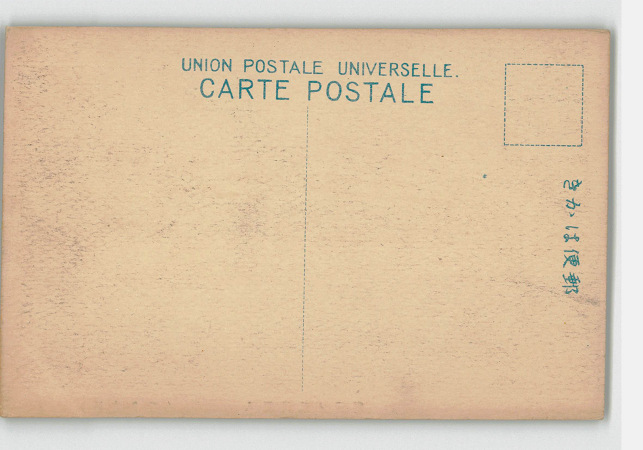 UNION POSTALE UNIVERSELLE.
CARTE POSTALE
郵便はかき